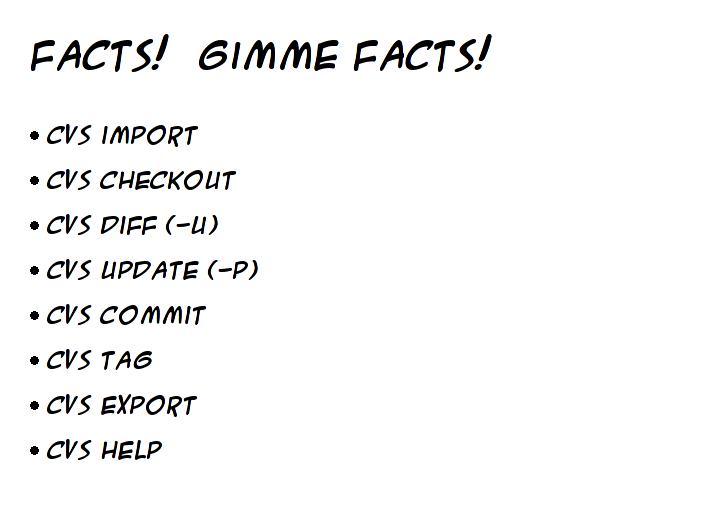 FACTS! GIMME FACTS!
• CVS IMPORT
• CVS CHECKOUT
• CVS DIFF (-U)
• CVS UPDATE (-P)
• CVS COMMIT
• CVS TAG
• CVS EXPORT
• CVS HELP